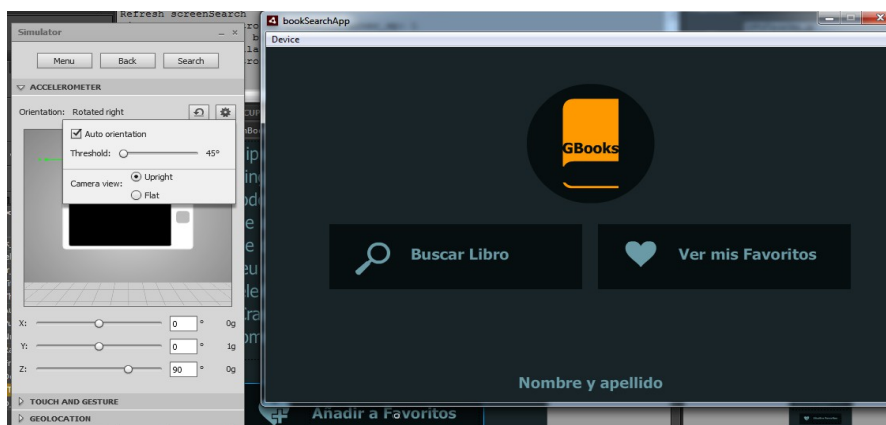 Refresh screenSearch
Simulator
Menu
Back
Search
ACCELEROMETER
Orientation: Rotated right
Auto orientation
Threshold: 45°
Camera view:
Upright
Flat
X: 0 ° 0g
Y: 0 ° 1g
Z: 90 ° 0g
TOUCH AND GESTURE
GEOLOCATION
bookSearchApp
Device
GBooks
Buscar Libro
Ver mis Favoritos
Nombre y apellido
Añadir a Favoritos